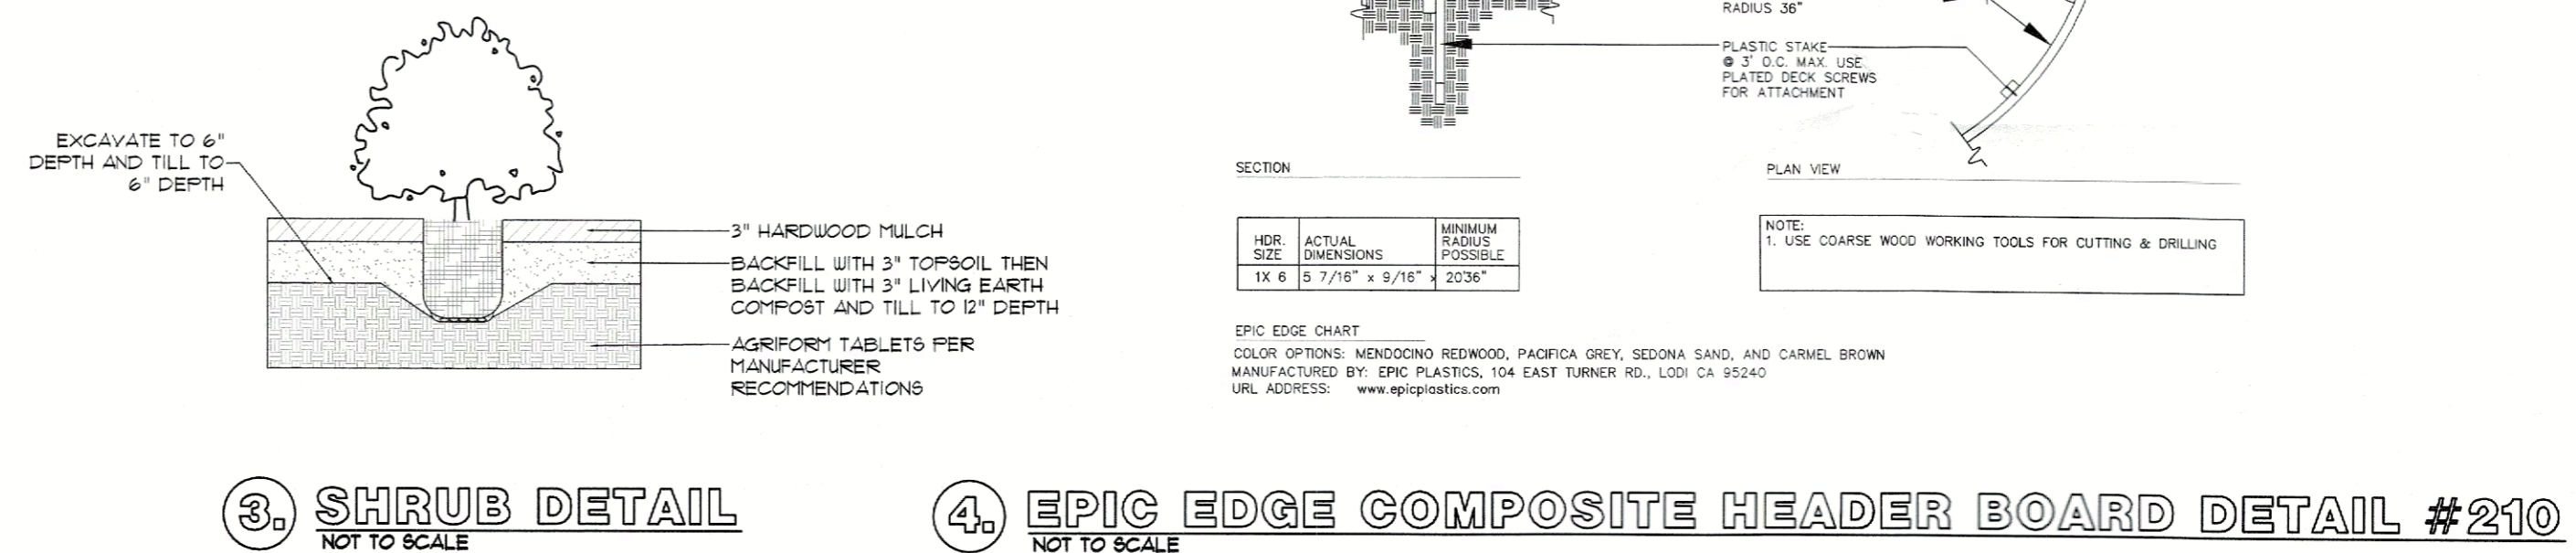 EXCAVATE TO 6"
DEPTH AND TILL TO
6" DEPTH
3" HARDWOOD MULCH
BACKFILL WITH 3" TOPSOIL THEN
BACKFILL WITH 3" LIVING EARTH
COMPOST AND TILL TO 12" DEPTH
AGRIFORM TABLETS PER
MANUFACTURER
RECOMMENDATIONS
3. SHRUB DETAIL
NOT TO SCALE
RADIUS 36"
PLASTIC STAKE
@ 3' O.C. MAX. USE
PLATED DECK SCREWS
FOR ATTACHMENT
SECTION
PLAN VIEW
HDR. SIZE
ACTUAL DIMENSIONS
MINIMUM RADIUS POSSIBLE
1X 6
5 7/16" x 9/16" x
20'36"
NOTE:
1. USE COARSE WOOD WORKING TOOLS FOR CUTTING & DRILLING
EPIC EDGE CHART
COLOR OPTIONS: MENDOCINO REDWOOD, PACIFICA GREY, SEDONA SAND, AND CARMEL BROWN
MANUFACTURED BY: EPIC PLASTICS, 104 EAST TURNER RD., LODI CA 95240
URL ADDRESS: www.epicplastics.com
4. EPIC EDGE COMPOSITE HEADER BOARD DETAIL #210
NOT TO SCALE